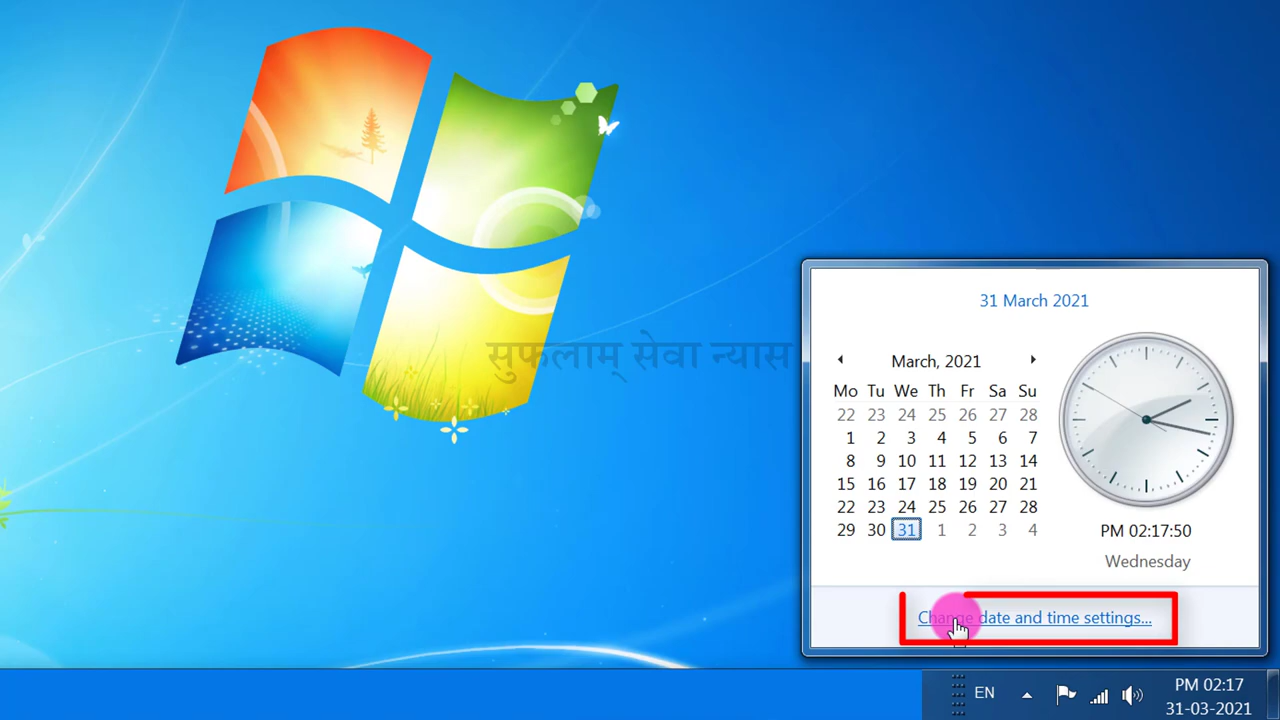 सुफलाम् सेवा न्यास
31 March 2021
March, 2021
Mo Tu We Th Fr Sa Su
22 23 24 25 26 27 28
1 2 3 4 5 6 7
8 9 10 11 12 13 14
15 16 17 18 19 20 21
22 23 24 25 26 27 28
29 30 31 1 2 3 4
PM 02:17:50
Wednesday
Change date and time settings...
EN
PM 02:17
31-03-2021